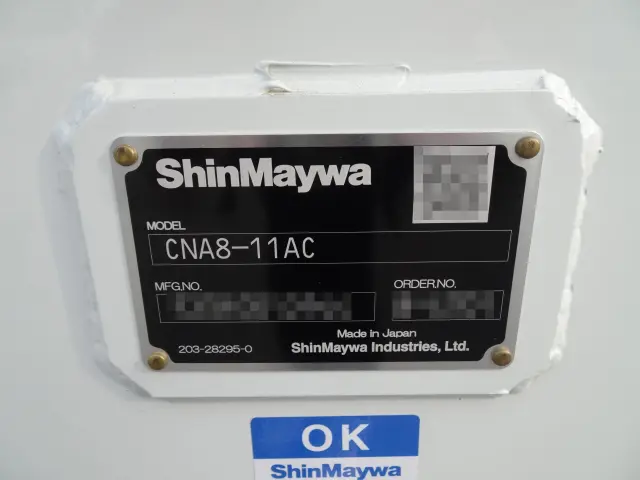 ShinMaywa
MODEL
CNA8-11AC
MFG.NO.
ORDER.NO.
Made in Japan
203-28295-0
ShinMaywa Industries, Ltd.
OK
ShinMaywa